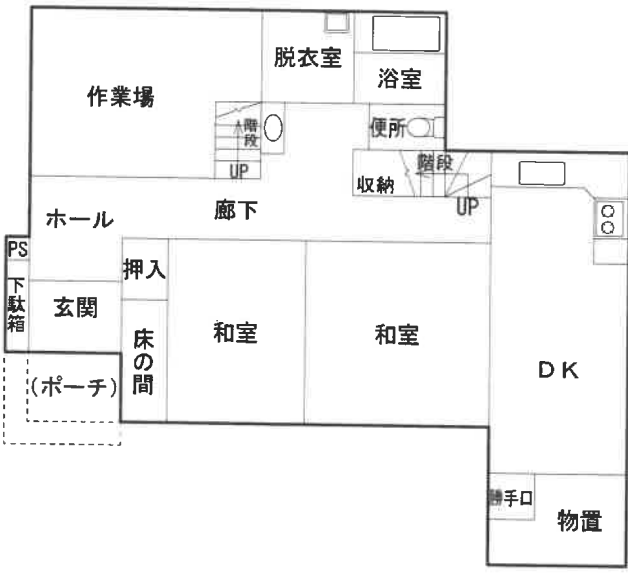 脱衣室
浴室
作業場
階段
UP
便所
階段
収納
UP
廊下
ホール
PS
下駄箱
玄関
押入
床の間
和室
和室
DK
(ポーチ)
勝手口
物置